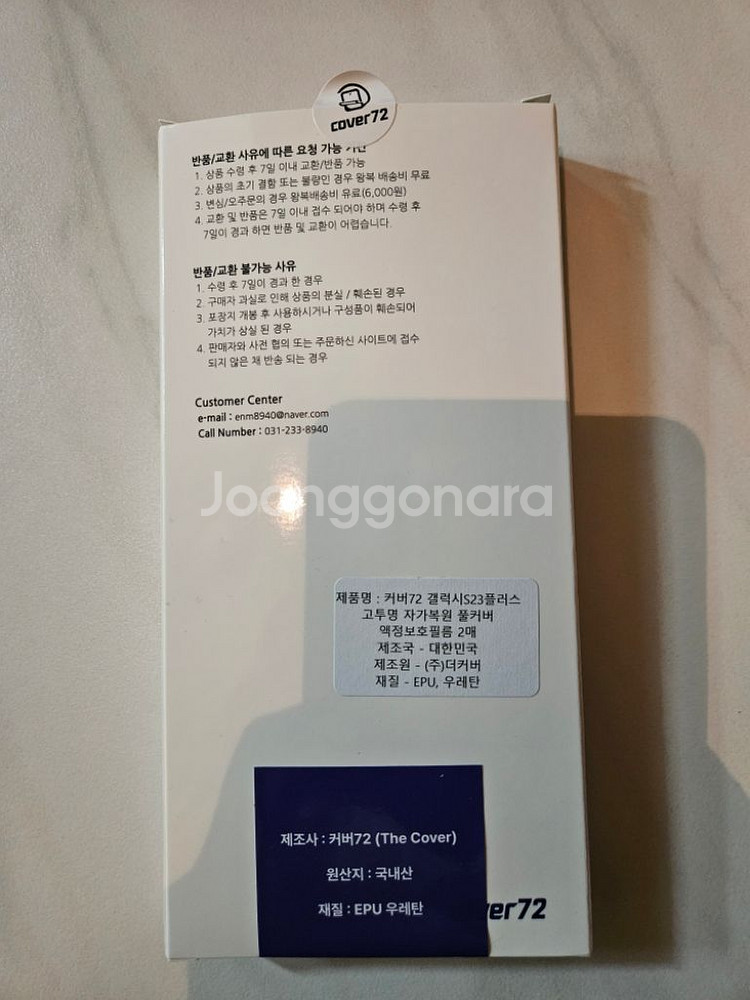 cover72
반품/교환 사유에 따른 요청 가능 기간
1. 상품 수령 후 7일 이내 교환/반품 가능
2. 상품의 초기 결함 또는 불량인 경우 왕복 배송비 무료
3. 변심/오주문의 경우 왕복배송비 유료(6,000원)
4. 교환 및 반품은 7일 이내 접수 되어야 하며 수령 후
7일이 경과 하면 반품 및 교환이 어렵습니다.
반품/교환 불가능 사유
1. 수령 후 7일이 경과 한 경우
2. 구매자 과실로 인해 상품의 분실 / 훼손된 경우
3. 포장지 개봉 후 사용하시거나 구성품이 훼손되어
가치가 상실 된 경우
4. 판매자와 사전 협의 또는 주문하신 사이트에 접수
되지 않은 채 반송 되는 경우
Customer Center
e-mail : enm8940@naver.com
Call Number : 031-233-8940
Joonggonara
제품명 : 커버72 갤럭시S23플러스
고투명 자가복원 풀커버
액정보호필름 2매
제조국 - 대한민국
제조원 - (주)더커버
재질 - EPU, 우레탄
제조사 : 커버72 (The Cover)
원산지 : 국내산
재질 : EPU 우레탄
ver72